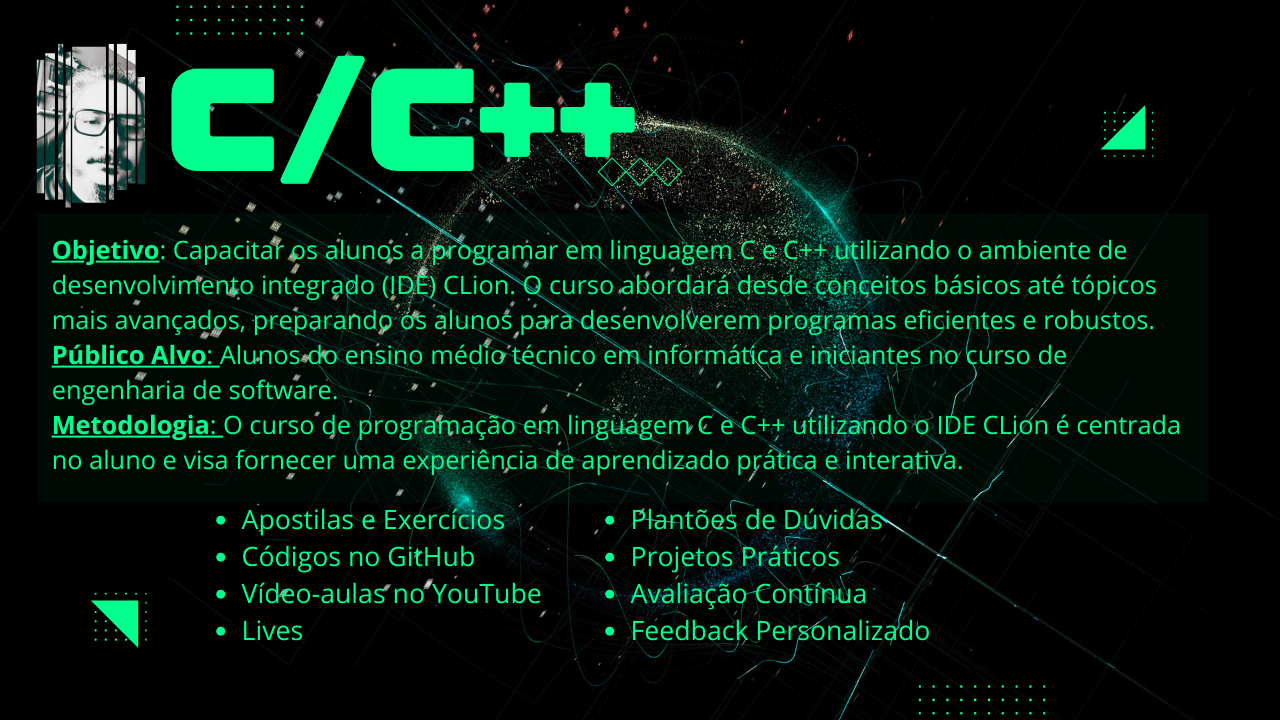 C/C++
Objetivo: Capacitar os alunos a programar em linguagem C e C++ utilizando o ambiente de
desenvolvimento integrado (IDE) CLion. O curso abordará desde conceitos básicos até tópicos
mais avançados, preparando os alunos para desenvolverem programas eficientes e robustos.
Público Alvo: Alunos do ensino médio técnico em informática e iniciantes no curso de
engenharia de software.
Metodologia: O curso de programação em linguagem C e C++ utilizando o IDE CLion é centrada
no aluno e visa fornecer uma experiência de aprendizado prática e interativa.
• Apostilas e Exercícios
• Códigos no GitHub
• Vídeo-aulas no YouTube
• Lives
• Plantões de Dúvidas
• Projetos Práticos
• Avaliação Contínua
• Feedback Personalizado